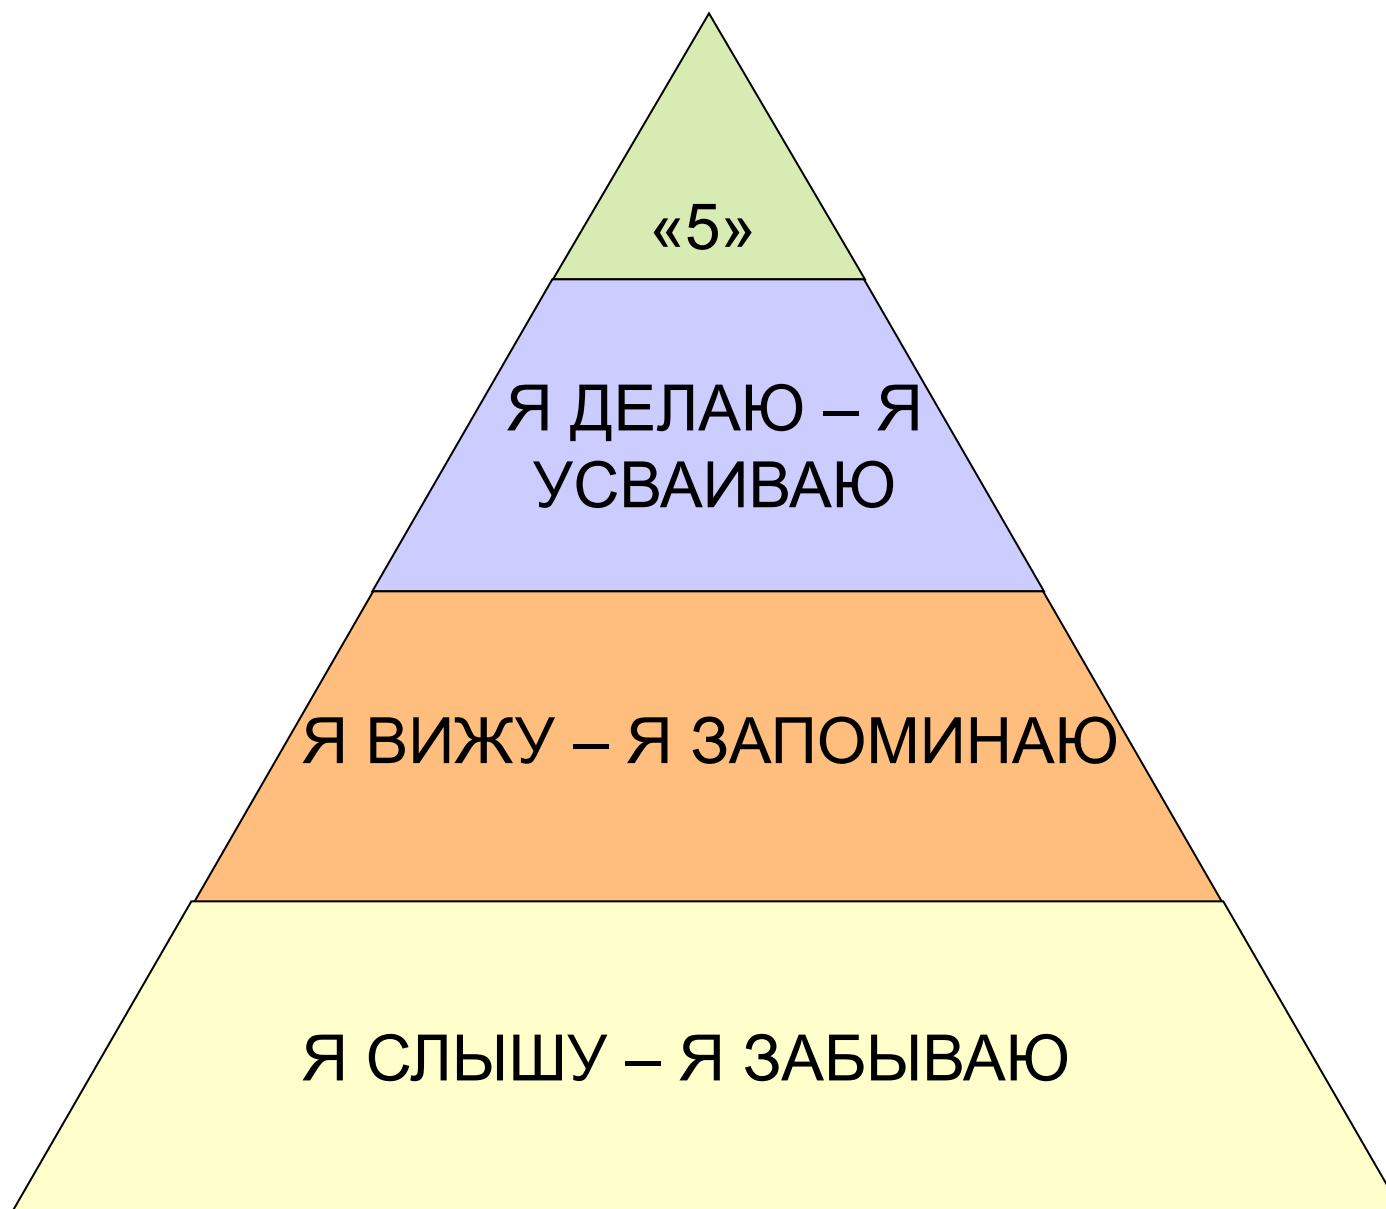 «5»
Я ДЕЛАЮ – Я
УСВАИВАЮ
Я ВИЖУ – Я ЗАПОМИНАЮ
Я СЛЫШУ – Я ЗАБЫВАЮ